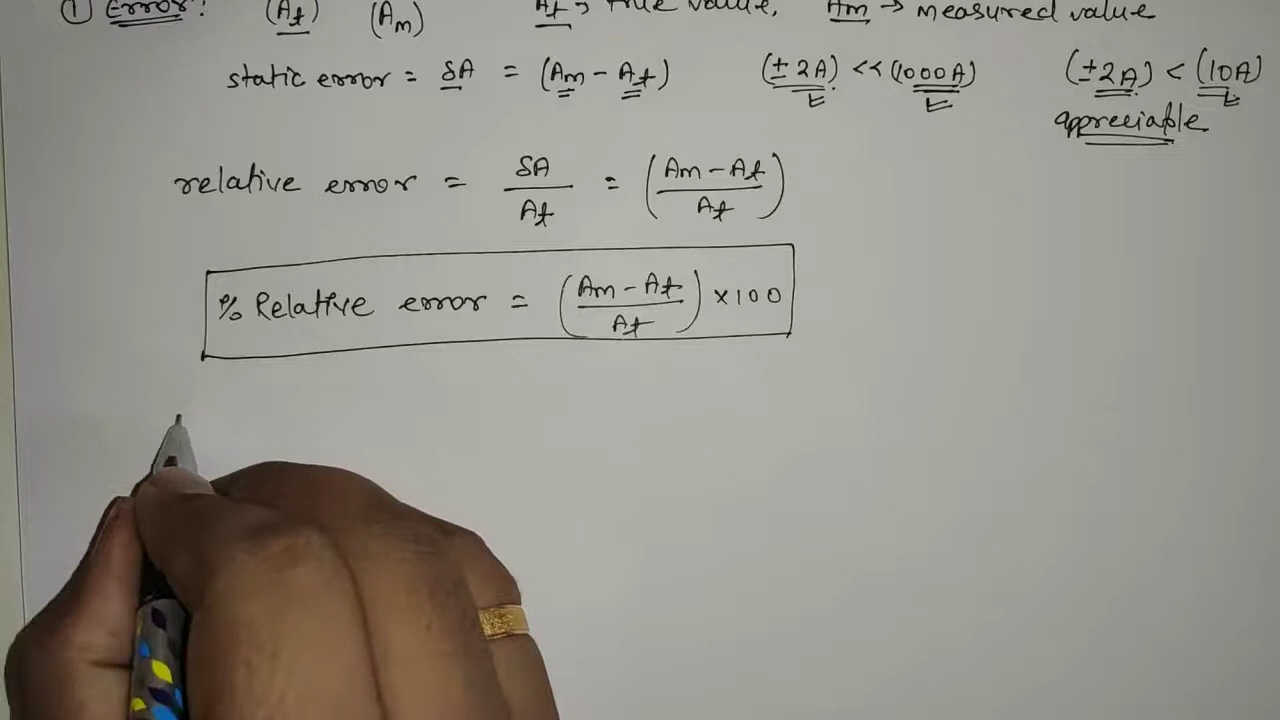 ① Error: (At) (Am) At → true value, Am → measured value
static error = δA = (Am - At) (± 2A) << (1000A) (±2A) < (10A)
appreciable
relative error = δA/At = (Am - At/At)
% Relative error = (Am - At/At) × 100